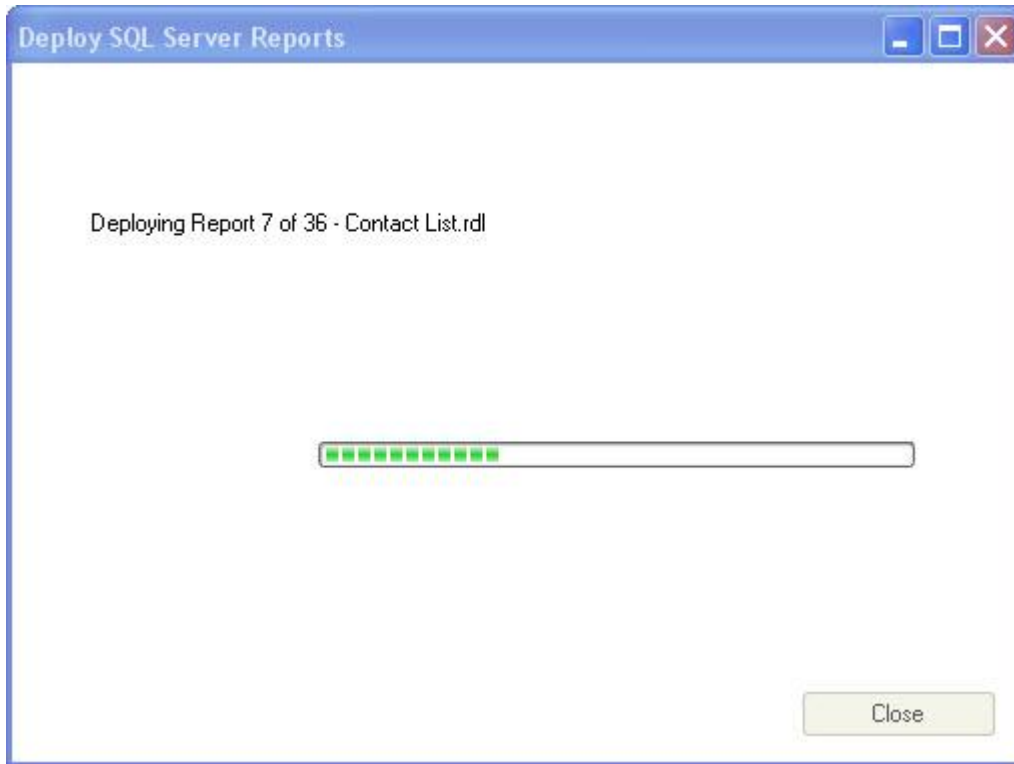 Deploy SQL Server Reports
Deploying Report 7 of 36 - Contact List.rdl
Close